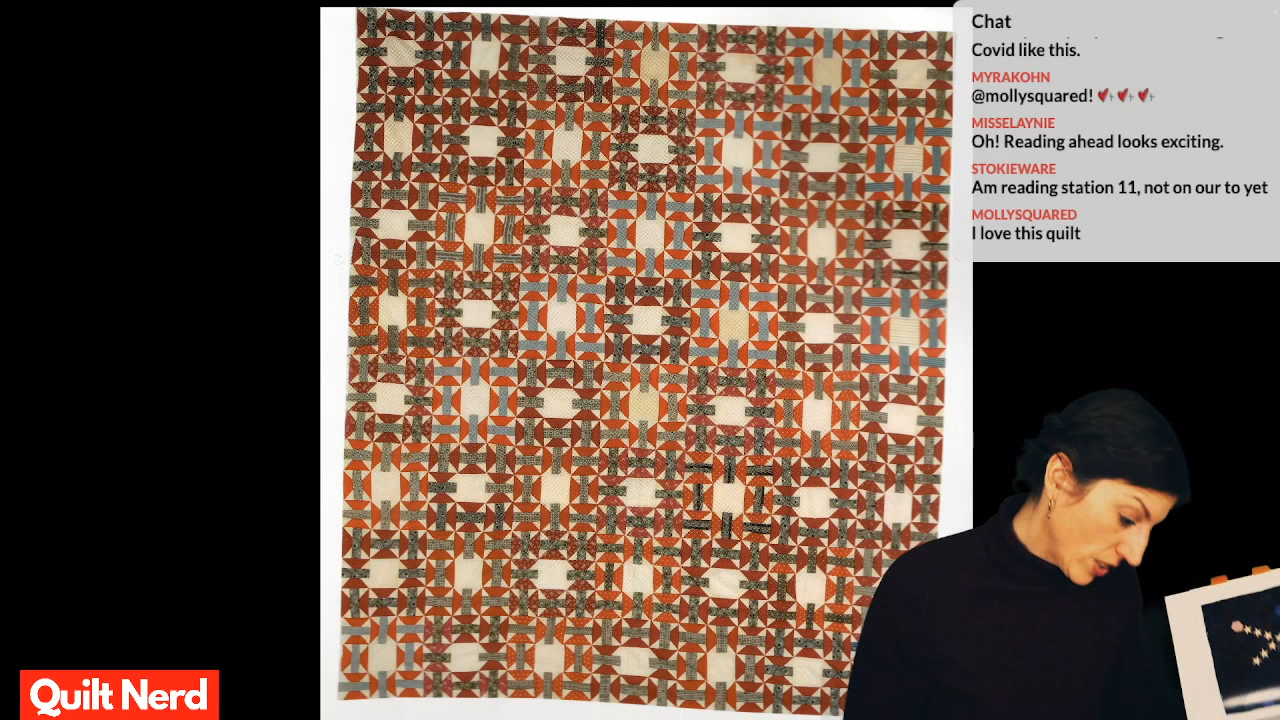 Chat
Covid like this.
MYRAKOHN
@mollysquared!
MISSELAYNIE
Oh! Reading ahead looks exciting.
STOKIEWARE
Am reading station 11, not on our to yet
MOLLYSQUARED
I love this quilt
Quilt Nerd